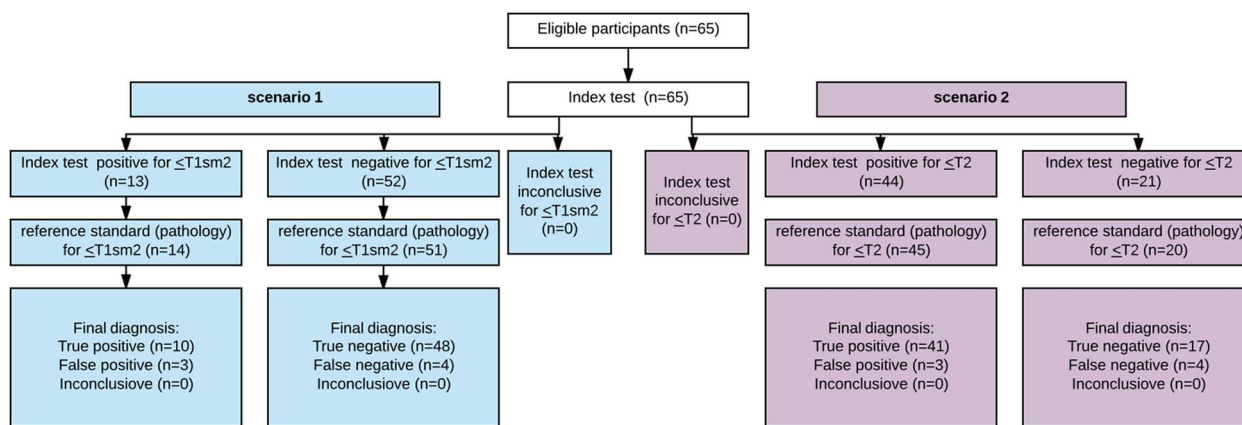 Eligible participants (n=65)
scenario 1
Index test (n=65)
scenario 2
Index test positive for ≤T1sm2
(n=13)
Index test negative for ≤T1sm2
(n=52)
Index test
inconclusive
for ≤T1sm2
(n=0)
Index test
inconclusive
for ≤T2 (n=0)
Index test positive for ≤T2
(n=44)
Index test negative for ≤T2
(n=21)
reference standard (pathology)
for ≤T1sm2 (n=14)
reference standard (pathology)
for ≤T1sm2 (n=51)
reference standard (pathology)
for ≤T2 (n=45)
reference standard (pathology)
for ≤T2 (n=20)
Final diagnosis:
True positive (n=10)
False positive (n=3)
Inconclusiove (n=0)
Final diagnosis:
True negative (n=48)
False negative (n=4)
Inconclusiove (n=0)
Final diagnosis:
True positive (n=41)
False positive (n=3)
Inconclusiove (n=0)
Final diagnosis:
True negative (n=17)
False negative (n=4)
Inconclusiove (n=0)